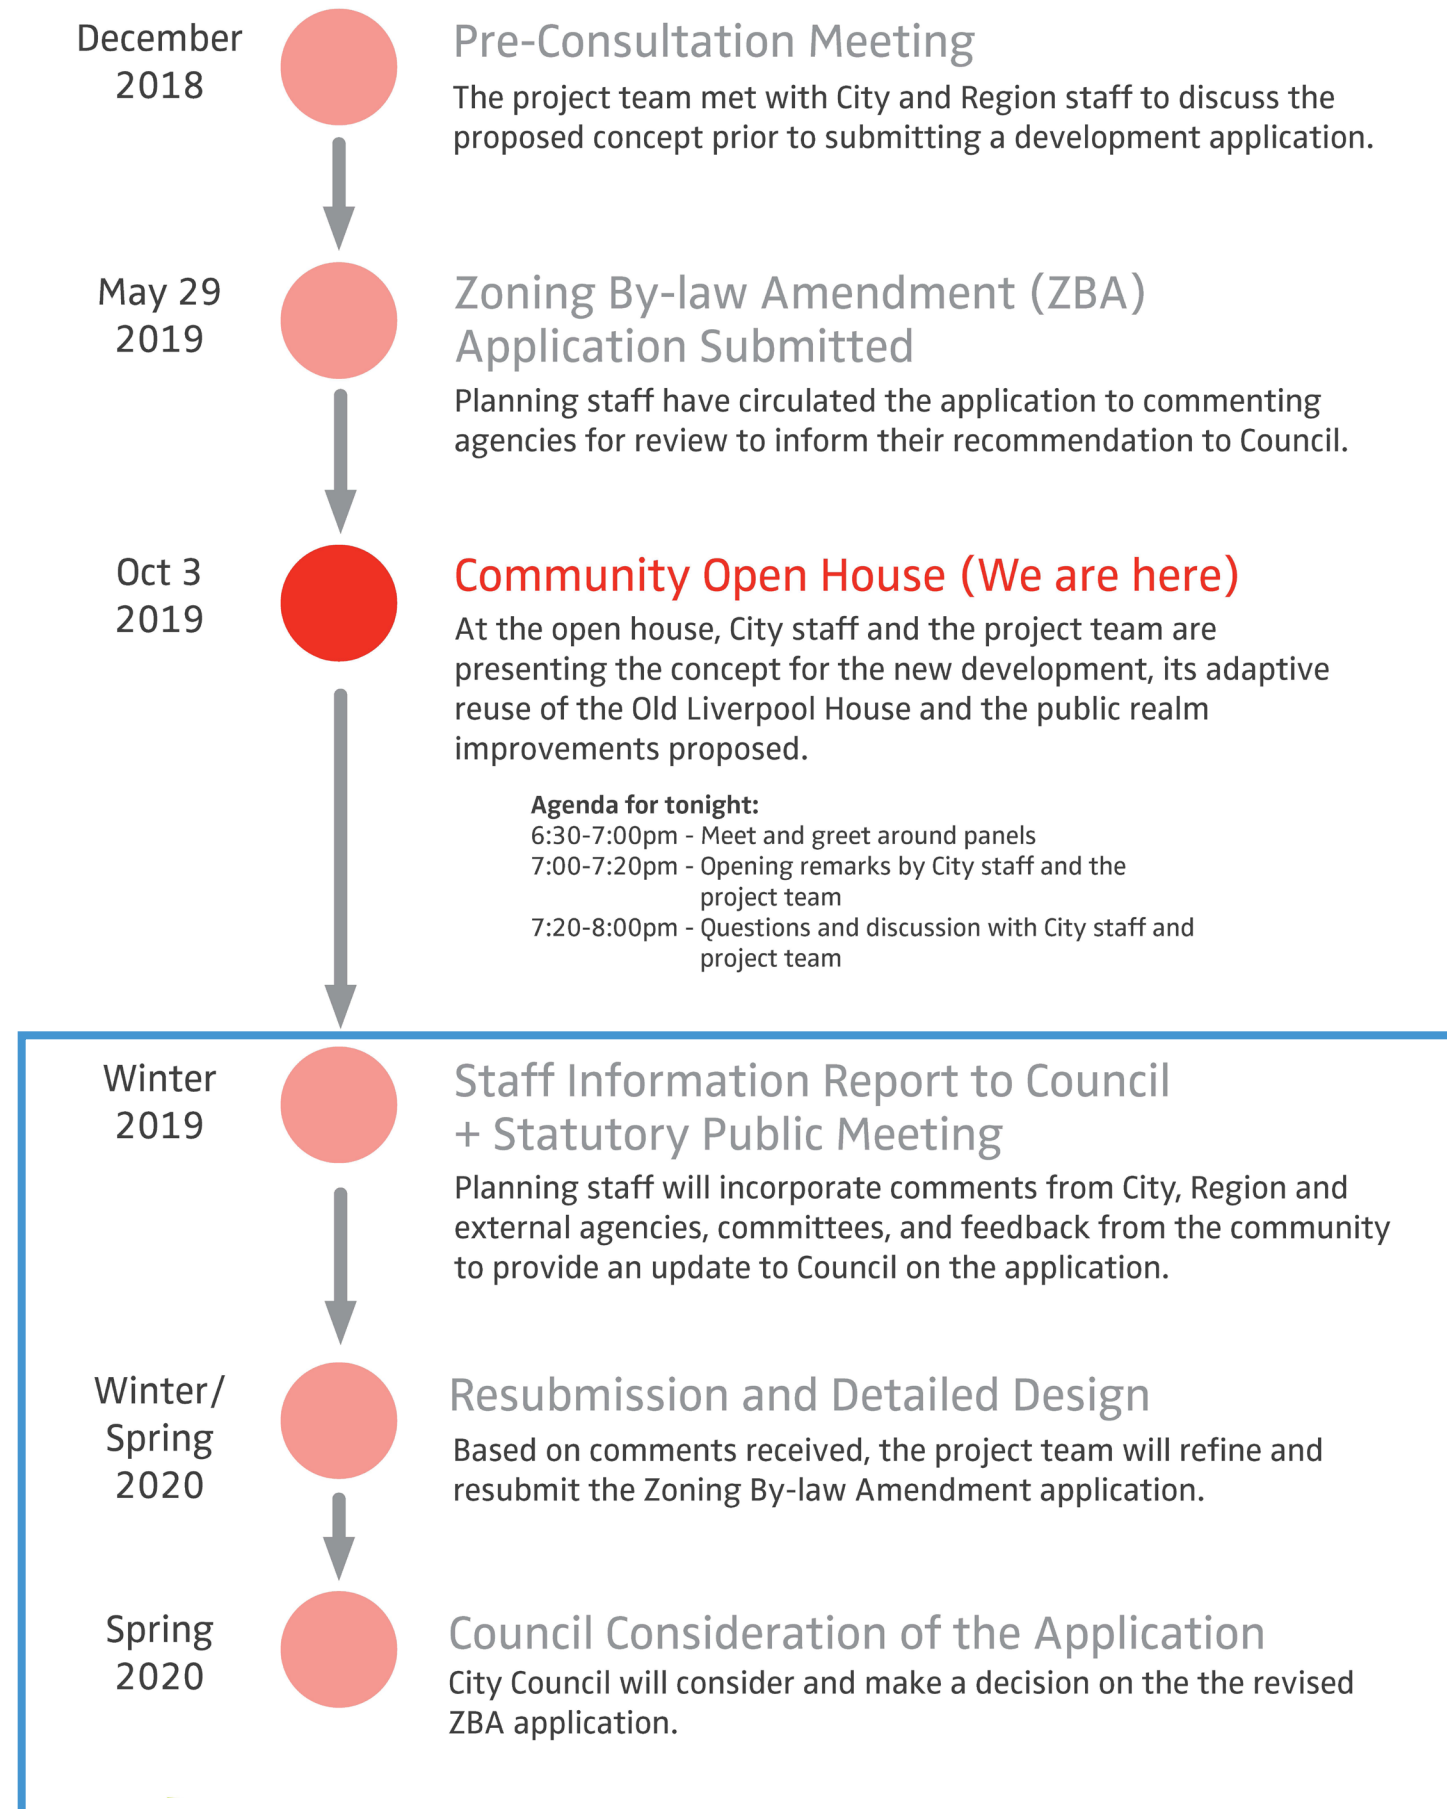 December
2018
Pre-Consultation Meeting
The project team met with City and Region staff to discuss the
proposed concept prior to submitting a development application.
May 29
2019
Zoning By-law Amendment (ZBA)
Application Submitted
Planning staff have circulated the application to commenting
agencies for review to inform their recommendation to Council.
Oct 3
2019
Community Open House (We are here)
At the open house, City staff and the project team are
presenting the concept for the new development, its adaptive
reuse of the Old Liverpool House and the public realm
improvements proposed.
Agenda for tonight:
6:30-7:00pm - Meet and greet around panels
7:00-7:20pm - Opening remarks by City staff and the
project team
7:20-8:00pm - Questions and discussion with City staff and
project team
Winter
2019
Staff Information Report to Council
+ Statutory Public Meeting
Planning staff will incorporate comments from City, Region and
external agencies, committees, and feedback from the community
to provide an update to Council on the application.
Winter/
Spring
2020
Resubmission and Detailed Design
Based on comments received, the project team will refine and
resubmit the Zoning By-law Amendment application.
Spring
2020
Council Consideration of the Application
City Council will consider and make a decision on the the revised
ZBA application.